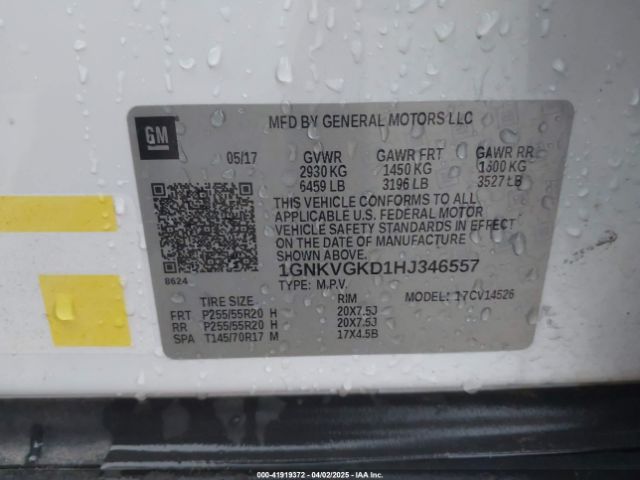 GM
MFD BY GENERAL MOTORS LLC
05/17 GVWR GAWR FRT GAWR RR
2930 KG 1450 KG 1600 KG
6459 LB 3196 LB 3527 LB
THIS VEHICLE CONFORMS TO ALL
APPLICABLE U.S. FEDERAL MOTOR
VEHICLE SAFETY STANDARDS IN EFFECT
ON THE DATE OF MANUFACTURE SHOWN ABOVE.
8624 1GNKVGKD1HJ346557
TYPE: M.P.V. MODEL: 17CV14526
TIRE SIZE RIM
FRT P255/55R20 H 20X7.5J
RR P255/55R20 H 20X7.5J
SPA T145/70R17 M 17X4.5B
000-41919372 - 04/02/2025 - IAA Inc.